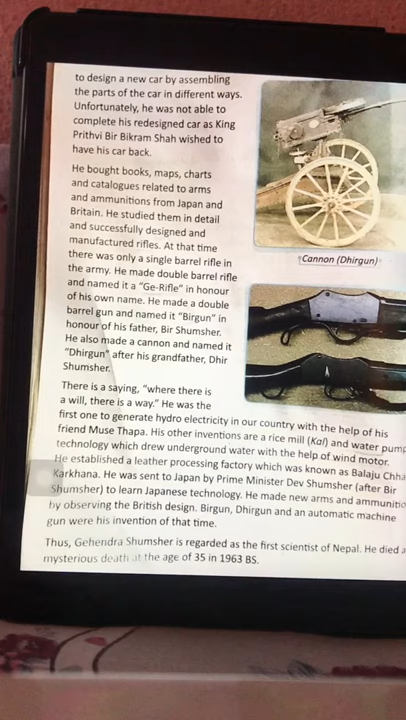 to design a new car by assembling
the parts of the car in different ways.
Unfortunately, he was not able to
complete his redesigned car as King
Prithvi Bir Bikram Shah wished to
have his car back.
He bought books, maps, charts
and catalogues related to arms
and ammunitions from Japan and
Britain. He studied them in detail
and successfully designed and
manufactured rifles. At that time
there was only a single barrel rifle in
the army. He made double barrel rifle
and named it a "Ge-Rifle" in honour
of his own name. He made a double
barrel gun and named it "Birgun" in
honour of his father, Bir Shumsher.
He also made a cannon and named it
"Dhirgun" after his grandfather, Dhir
Shumsher.
Cannon (Dhirgun)
There is a saying, "where there is
a will, there is a way." He was the
first one to generate hydro electricity in our country with the help of his
friend Muse Thapa. His other inventions are a rice mill (Kal) and water pump
technology which drew underground water with the help of wind motor.
He established a leather processing factory which was known as Balaju Chha
Karkhana. He was sent to Japan by Prime Minister Dev Shumsher (after Bir
Shumsher) to learn Japanese technology. He made new arms and ammunitio
by observing the British design. Birgun, Dhirgun and an automatic machine
gun were his invention of that time.
Thus, Gehendra Shumsher is regarded as the first scientist of Nepal. He died a
mysterious death at the age of 35 in 1963 BS.